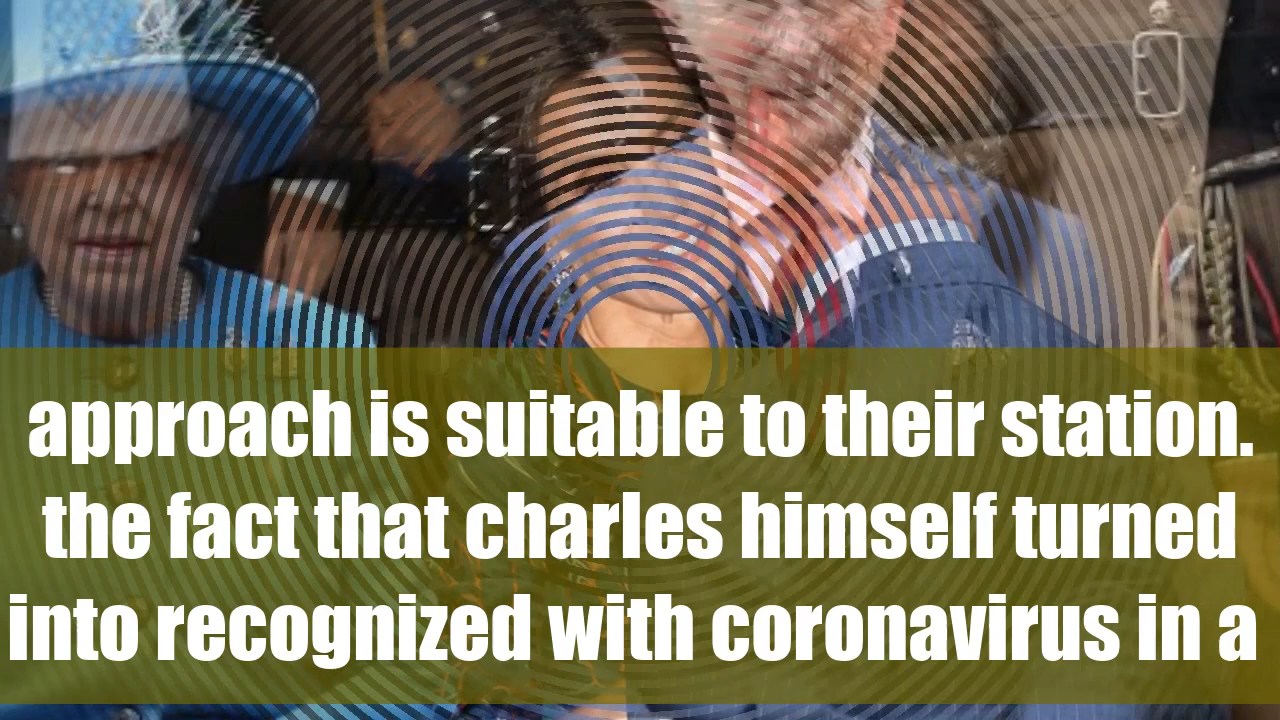 approach is suitable to their station.
the fact that charles himself turned
into recognized with coronavirus in a